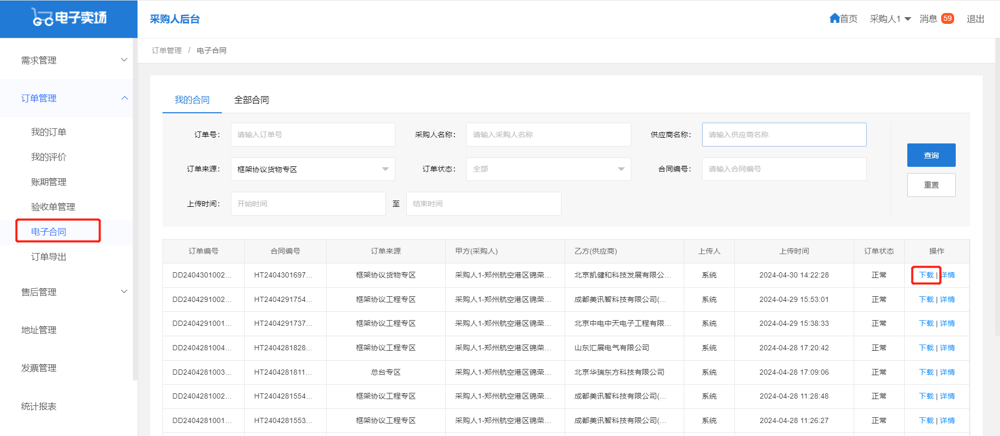 电子卖场
采购人后台
首页 采购人1 消息 59 退出
订单管理 / 电子合同
需求管理
订单管理
我的订单
我的评价
账期管理
验收单管理
电子合同
订单导出
售后管理
地址管理
发票管理
统计报表
我的合同 全部合同
订单号: 请输入订单号 采购人名称: 请输入采购人名称 供应商名称: 请输入供应商名称
订单来源: 框架协议货物专区 订单状态: 全部 合同编号: 请输入合同编号
上传时间: 开始时间 至 结束时间
查询
重置
订单编号 合同编号 订单来源 甲方(采购人) 乙方(供应商) 上传人 上传时间 订单状态 操作
DD2404301002... HT2404301697... 框架协议货物专区 采购人1-郑州航空港区锦荣... 北京凯健和科技发展有限公... 系统 2024-04-30 14:22:28 正常 下载 | 详情
DD2404291002... HT2404291754... 框架协议工程专区 采购人1-郑州航空港区锦荣... 成都美讯智科技有限公司(... 系统 2024-04-29 15:53:01 正常 下载 | 详情
DD2404291001... HT2404291737... 框架协议工程专区 采购人1-郑州航空港区锦荣... 北京中电中天电子工程有限... 系统 2024-04-29 15:38:33 正常 下载 | 详情
DD2404281004... HT2404281828... 框架协议工程专区 采购人1-郑州航空港区锦荣... 山东汇展电气有限公司 系统 2024-04-28 17:20:42 正常 下载 | 详情
DD2404281003... HT2404281811... 总台专区 采购人1-郑州航空港区锦荣... 北京华瑞东方科技有限公司 系统 2024-04-28 17:09:06 正常 下载 | 详情
DD2404281002... HT2404281554... 框架协议工程专区 采购人1-郑州航空港区锦荣... 成都美讯智科技有限公司(... 系统 2024-04-28 11:28:48 正常 下载 | 详情
DD2404281001... HT2404281553... 框架协议工程专区 采购人1-郑州航空港区锦荣... 成都美讯智科技有限公司(... 系统 2024-04-28 11:26:27 正常 下载 | 详情